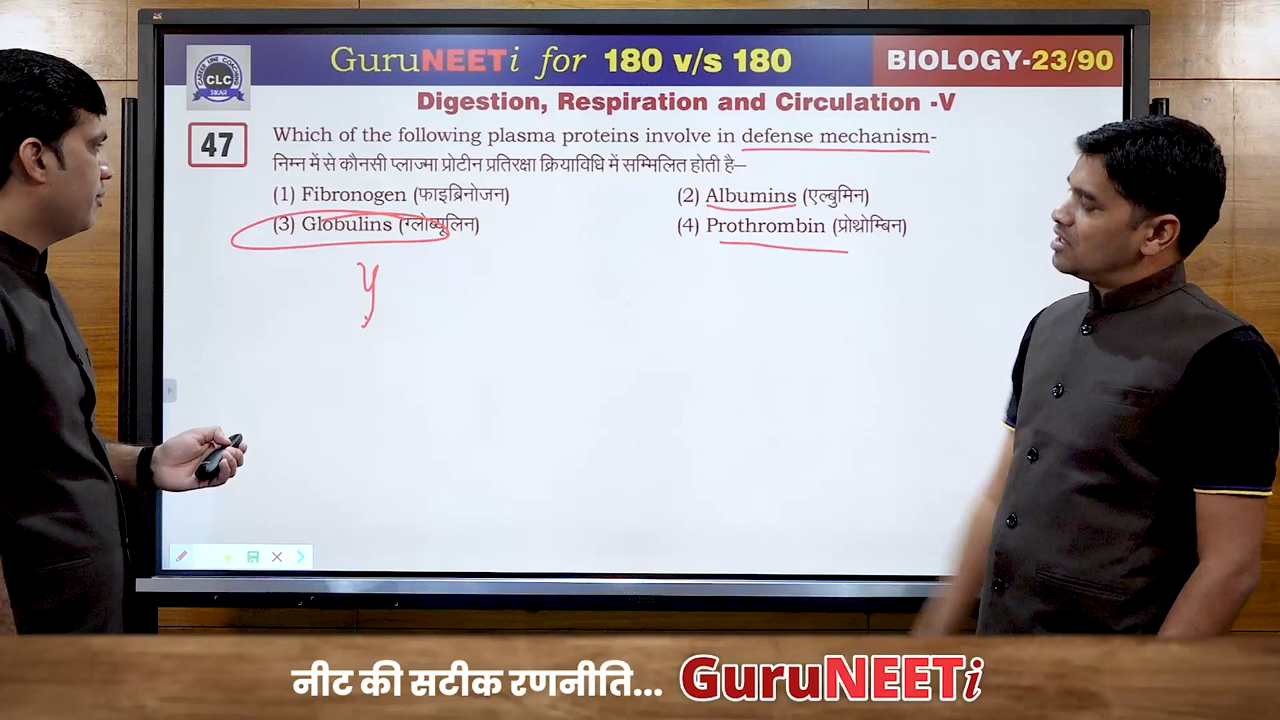 GuruNEETi for 180 v/s 180
BIOLOGY-23/90
CLC
SIKAR
Digestion, Respiration and Circulation -V
47
Which of the following plasma proteins involve in defense mechanism-
निम्न में से कौनसी प्लाज्मा प्रोटीन प्रतिरक्षा क्रियाविधि में सम्मिलित होती है–
(1) Fibronogen (फाइब्रिनोजन)
(2) Albumins (एल्बुमिन)
(3) Globulins (ग्लोब्यूलिन)
(4) Prothrombin (प्रोथ्रोम्बिन)
y
नीट की सटीक रणनीति... GuruNEETi